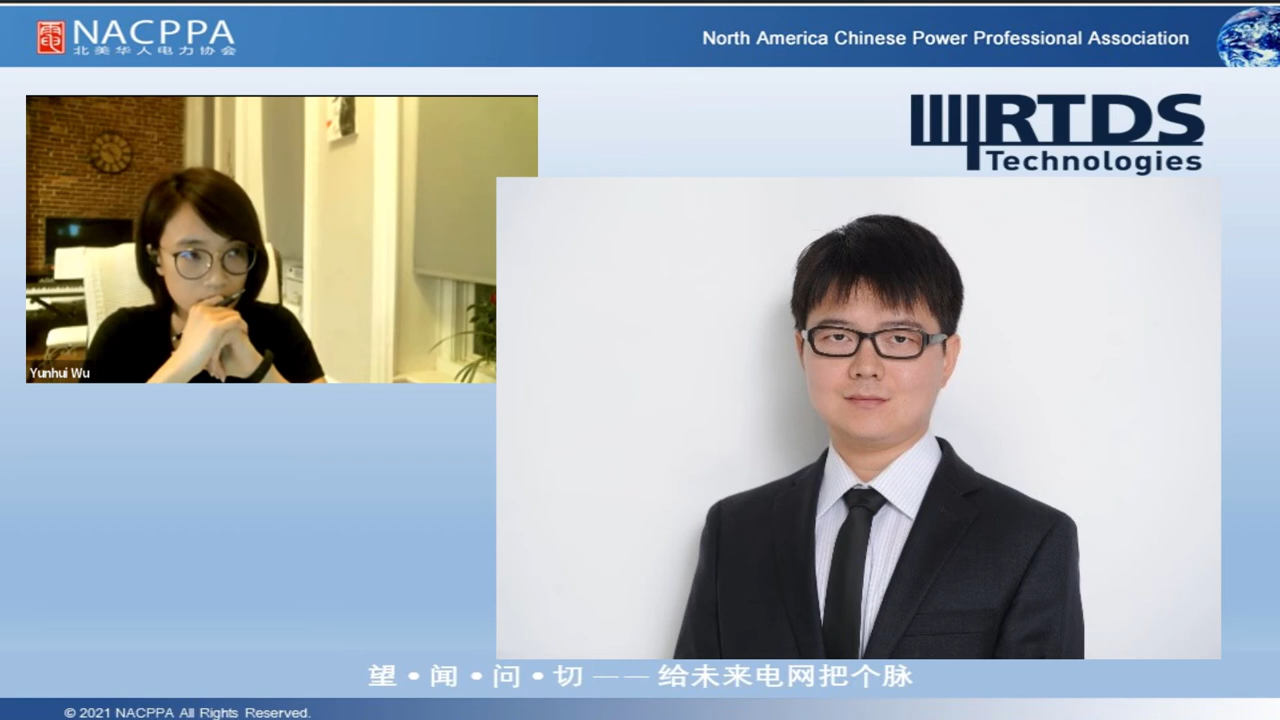 電
NACPPA
北美华人电力协会
North America Chinese Power Professional Association
RTDS
Technologies
Yunhui Wu
望•闻•问•切——给未来电网把个脉
© 2021 NACPPA All Rights Reserved.